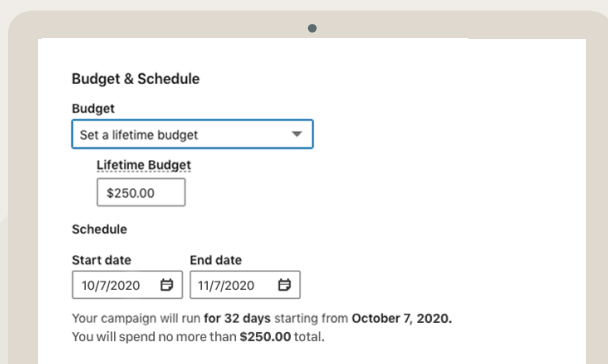 Budget & Schedule
Budget
Set a lifetime budget
Lifetime Budget
$250.00
Schedule
Start date End date
10/7/2020 11/7/2020
Your campaign will run for 32 days starting from October 7, 2020.
You will spend no more than $250.00 total.